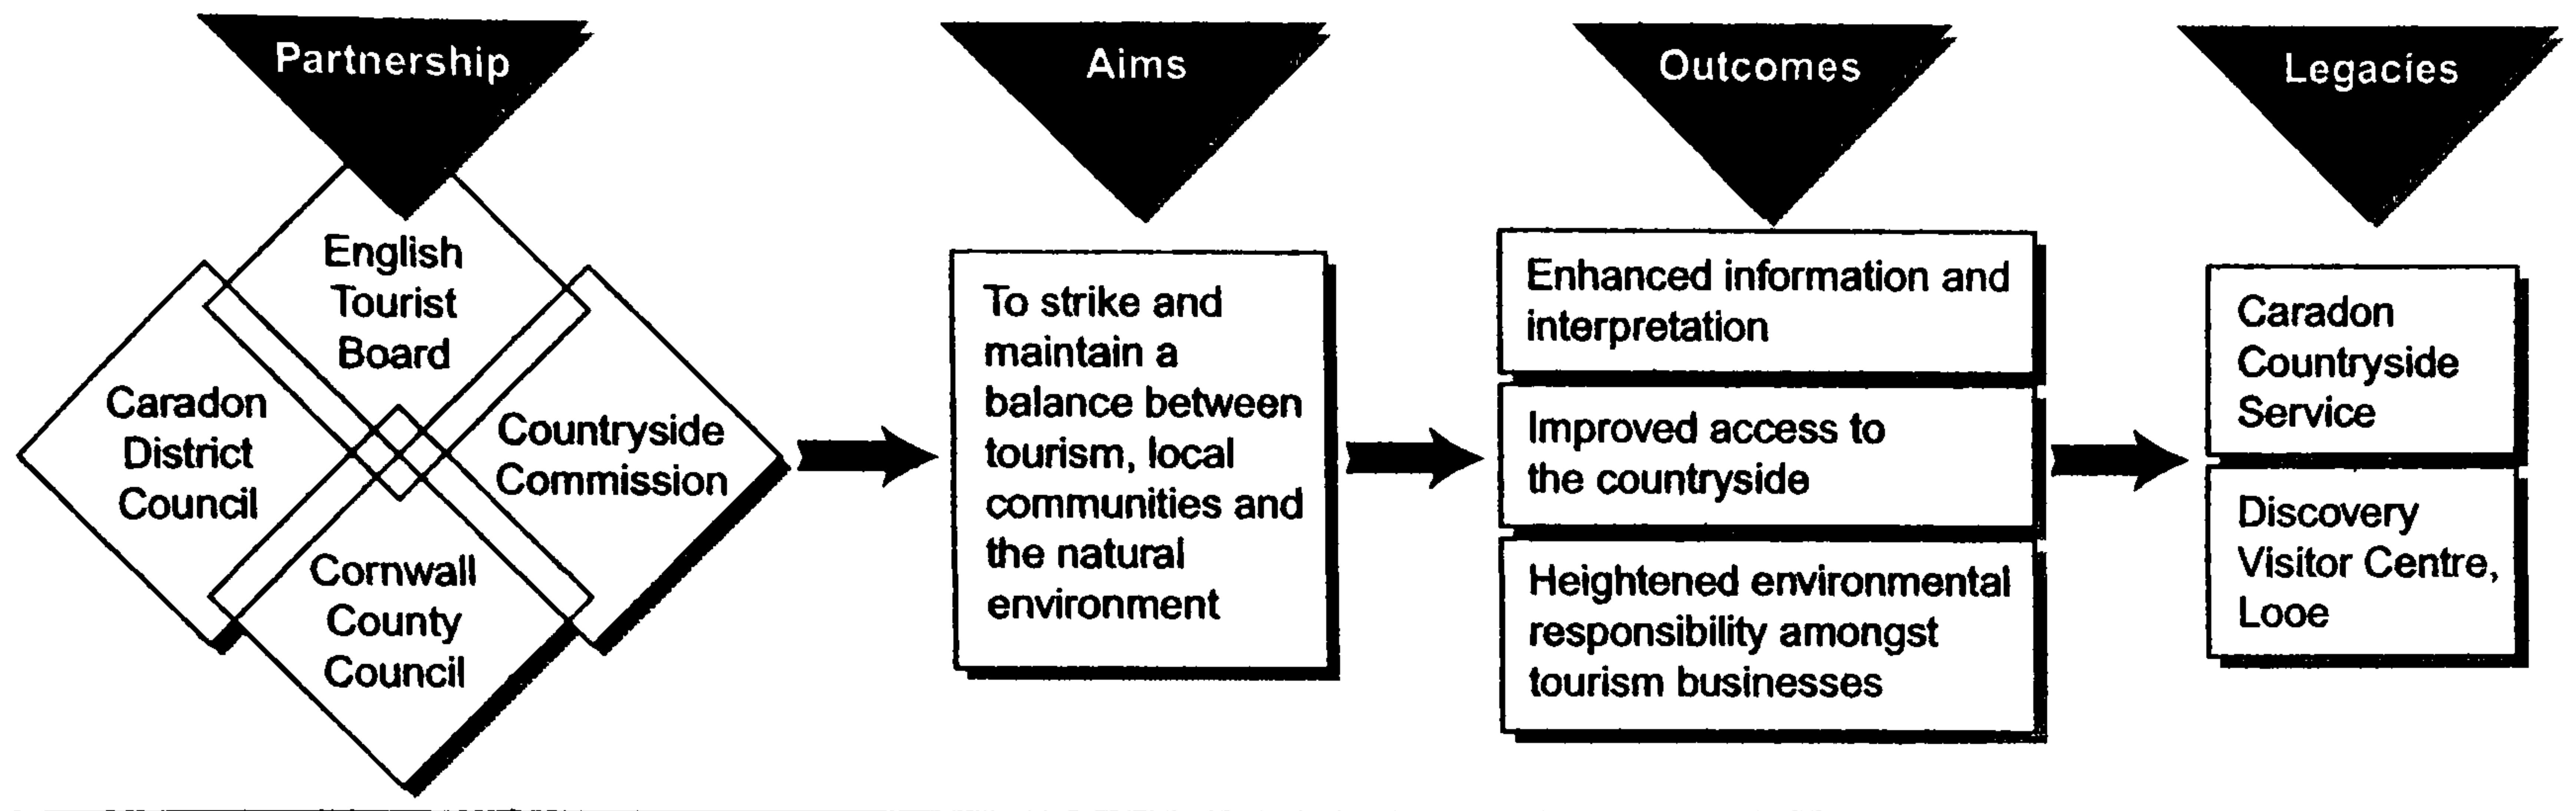 Partnership
English
Tourist
Board
Caradon
District
Council
Countryside
Commission
Cornwall
County
Council
Aims
To strike and
maintain a
balance between
tourism, local
communities and
the natural
environment
Outcomes
Enhanced information and
interpretation
Improved access to
the countryside
Heightened environmental
responsibility amongst
tourism businesses
Legacies
Caradon
Countryside
Service
Discovery
Visitor Centre,
Looe